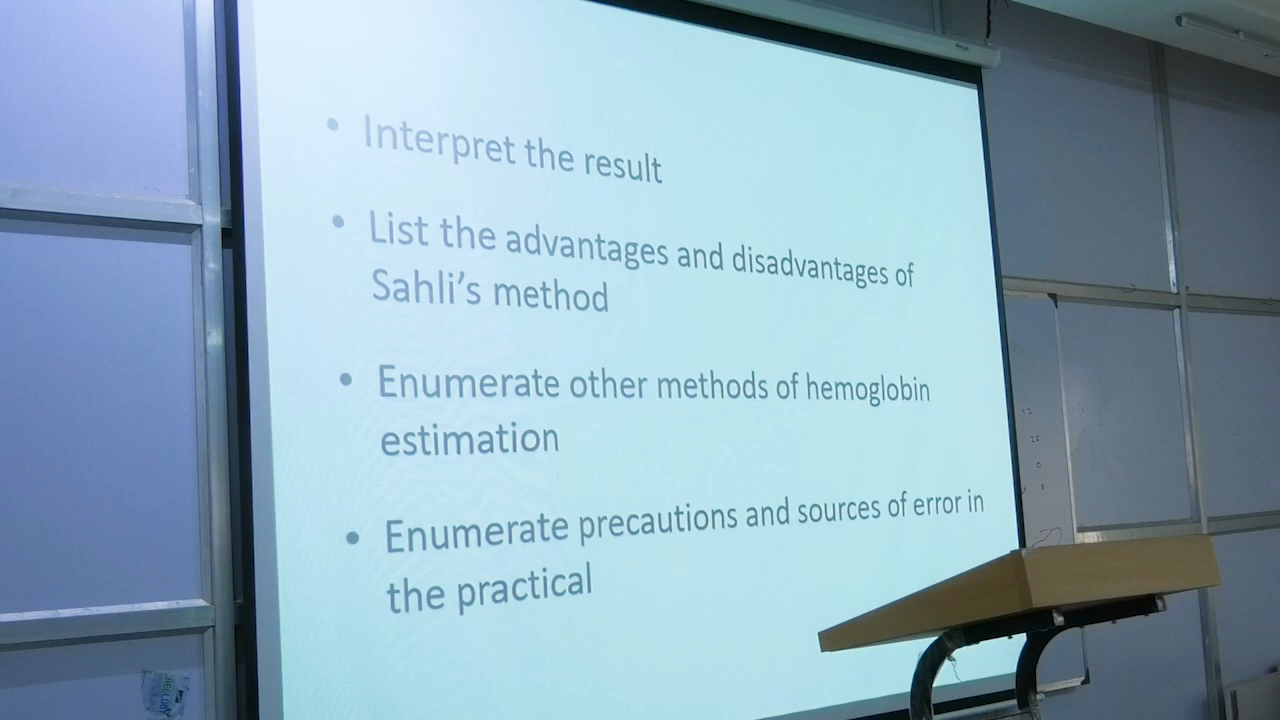 • Interpret the result
• List the advantages and disadvantages of
Sahli's method
• Enumerate other methods of hemoglobin
estimation
• Enumerate precautions and sources of error in
the practical